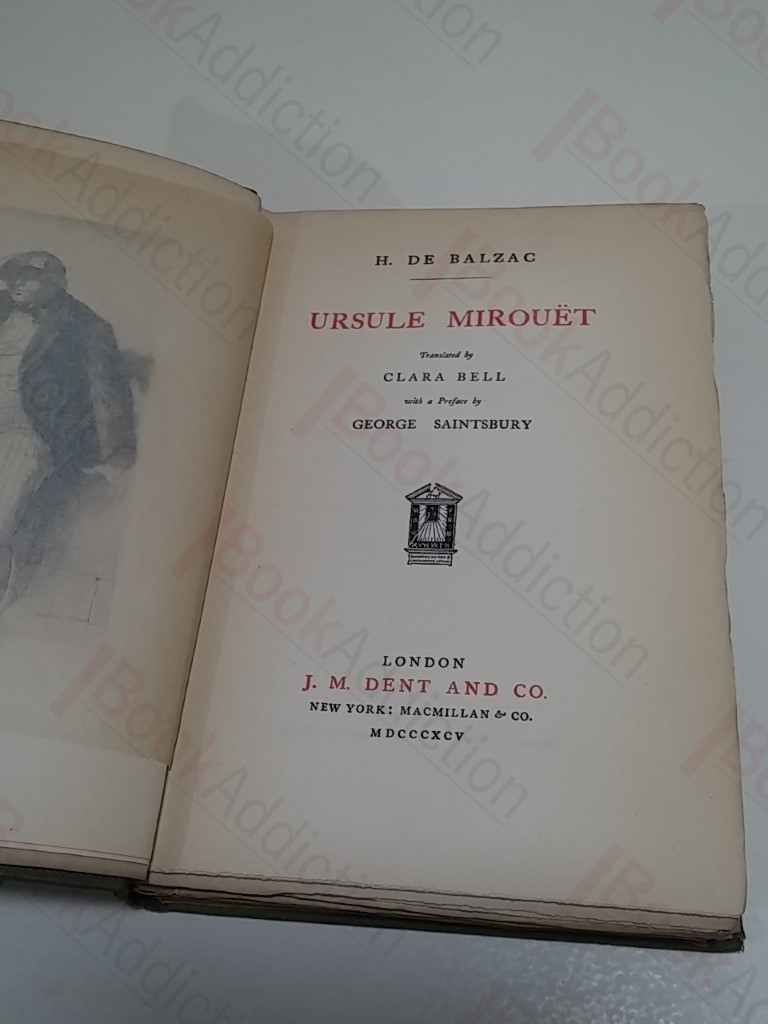 H. DE BALZAC
URSULE MIROUËT
Translated by
CLARA BELL
with a Preface by
GEORGE SAINTSBURY
LONDON
J. M. DENT AND CO.
NEW YORK: MACMILLAN & CO.
MDCCCXCV
BookAddiction